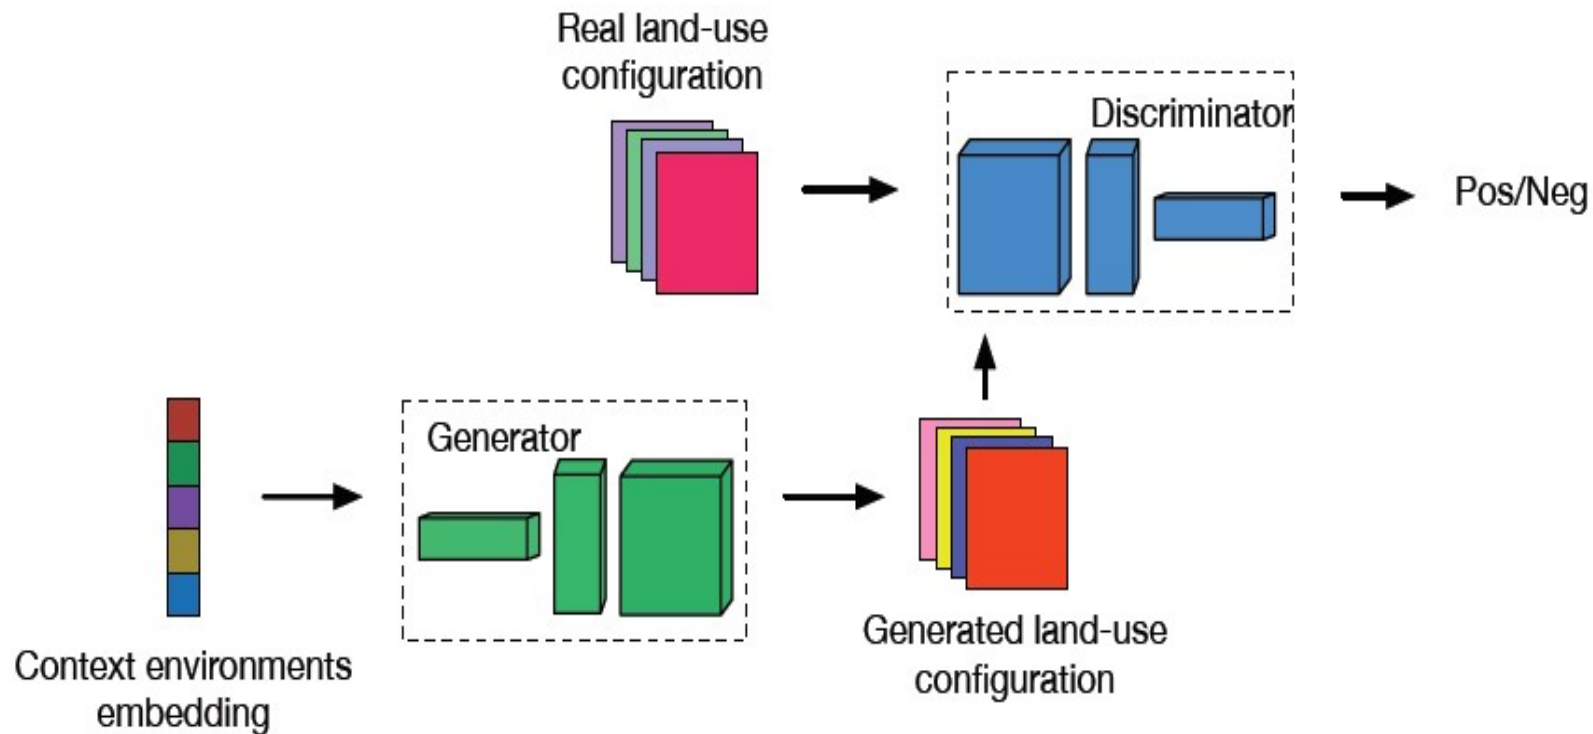 Real land-use
configuration
Discriminator
Pos/Neg
Generator
Context environments
embedding
Generated land-use
configuration